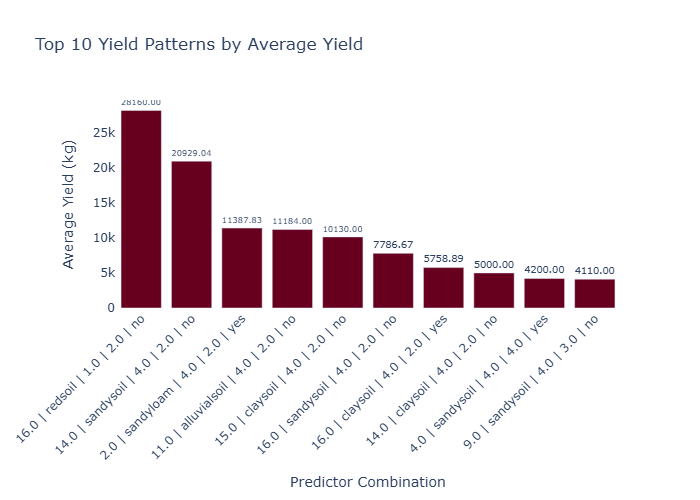 Top 10 Yield Patterns by Average Yield
Average Yield (kg)
25k
20k
15k
10k
5k
0
28160.00
20929.04
11387.83
11184.00
10130.00
7786.67
5758.89
5000.00
4200.00
4110.00
16.0 | redsoil | 1.0 | 2.0 | no
14.0 | sandysoil | 4.0 | 2.0 | no
2.0 | sandyloam | 4.0 | 2.0 | yes
11.0 | alluvialsoil | 4.0 | 2.0 | no
15.0 | claysoil | 4.0 | 2.0 | no
16.0 | sandysoil | 4.0 | 2.0 | no
16.0 | claysoil | 4.0 | 2.0 | yes
14.0 | claysoil | 4.0 | 2.0 | no
4.0 | sandysoil | 4.0 | 4.0 | yes
9.0 | sandysoil | 4.0 | 3.0 | no
Predictor Combination